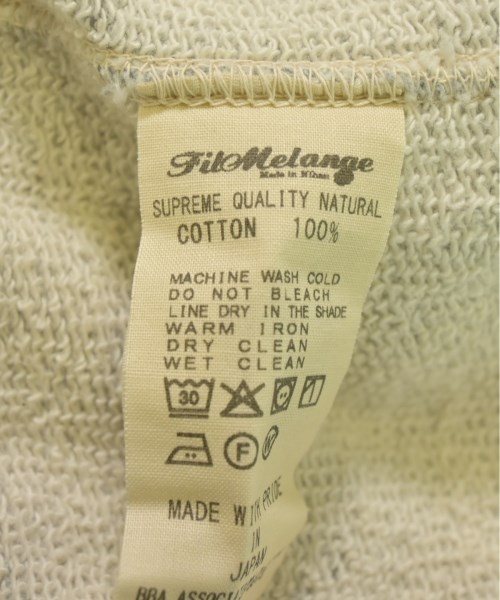 FilMelange
Made in Nihon
SUPREME QUALITY NATURAL
COTTON 100%
MACHINE WASH COLD
DO NOT BLEACH
LINE DRY IN THE SHADE
WARM IRON
DRY CLEAN
WET CLEAN
30
F
MADE WITH PRIDE
IN
JAPAN